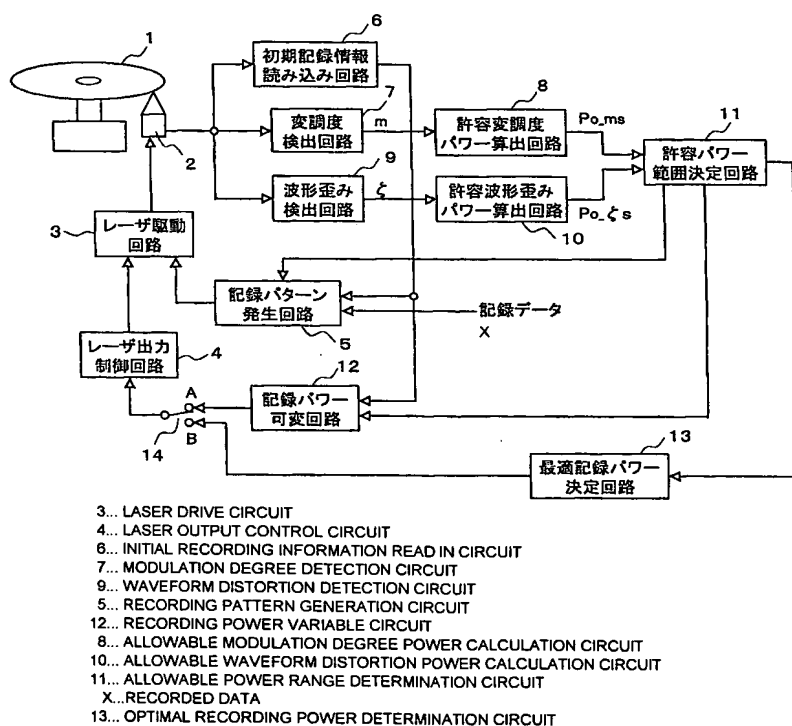 1
2
6
初期記録情報
読み込み回路
7
変調度
検出回路
m
8
許容変調度
パワー算出回路
Po_ms
11
許容パワー
範囲決定回路
9
波形歪み
検出回路
ζ
許容波形歪み
パワー算出回路
10
Po_ζs
3
レーザ駆動
回路
記録パターン
発生回路
5
記録データ
X
レーザ出力
制御回路
4
12
記録パワー
可変回路
A
B
14
13
最適記録パワー
決定回路
3... LASER DRIVE CIRCUIT
4... LASER OUTPUT CONTROL CIRCUIT
6... INITIAL RECORDING INFORMATION READ IN CIRCUIT
7... MODULATION DEGREE DETECTION CIRCUIT
9... WAVEFORM DISTORTION DETECTION CIRCUIT
5... RECORDING PATTERN GENERATION CIRCUIT
12... RECORDING POWER VARIABLE CIRCUIT
8... ALLOWABLE MODULATION DEGREE POWER CALCULATION CIRCUIT
10... ALLOWABLE WAVEFORM DISTORTION POWER CALCULATION CIRCUIT
11... ALLOWABLE POWER RANGE DETERMINATION CIRCUIT
X...RECORDED DATA
13... OPTIMAL RECORDING POWER DETERMINATION CIRCUIT